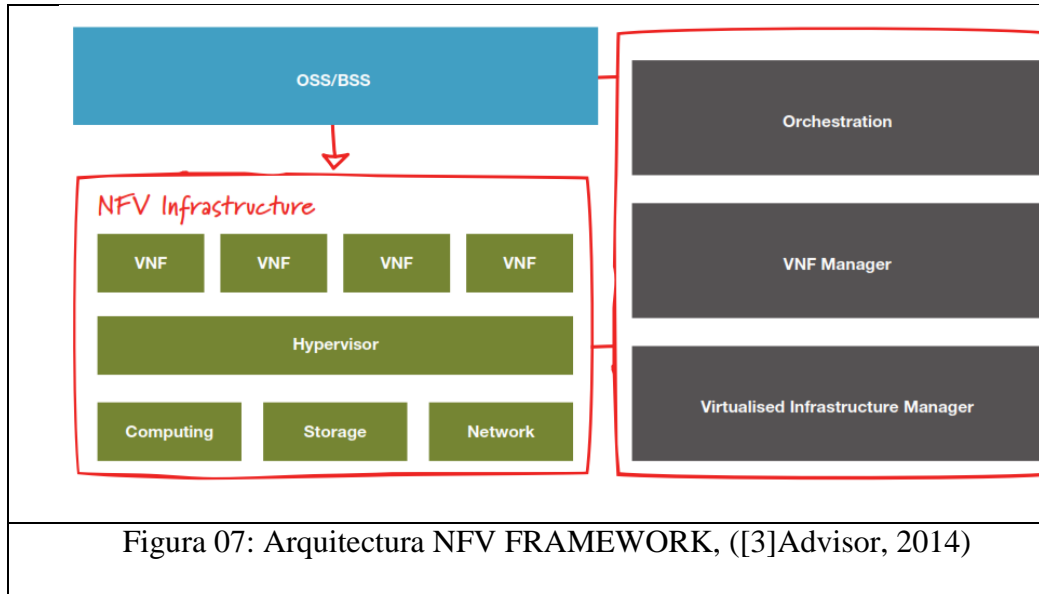 OSS/BSS
NFV Infrastructure
VNF VNF VNF VNF
Hypervisor
Computing Storage Network
Orchestration
VNF Manager
Virtualised Infrastructure Manager
Figura 07: Arquitectura NFV FRAMEWORK, ([3]Advisor, 2014)